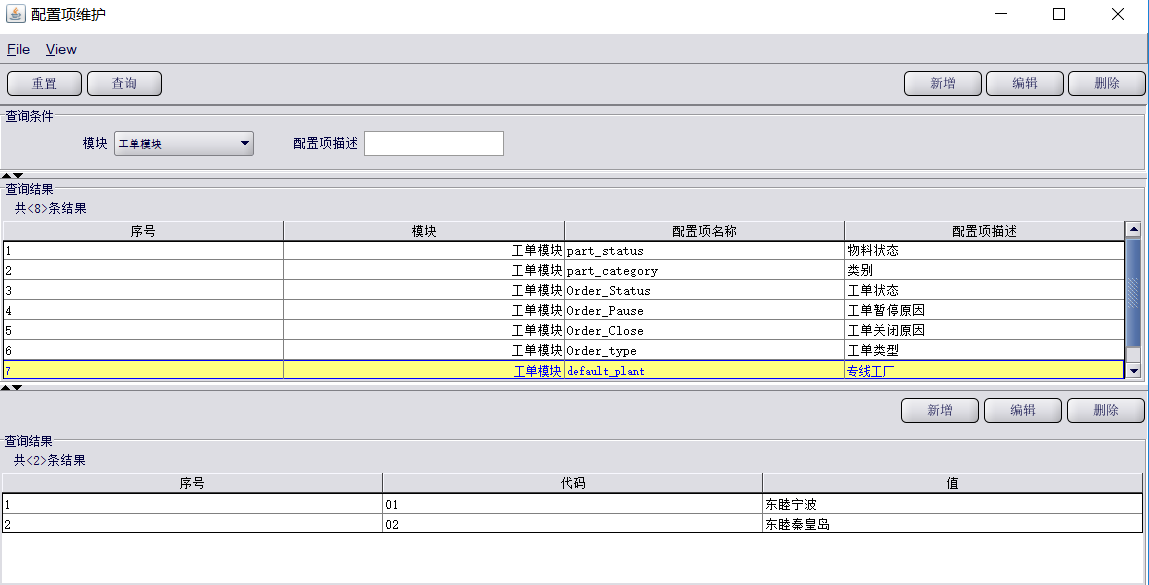 配置项维护
File View
重置 查询 新增 编辑 删除
查询条件
模块 工单模块 配置项描述
查询结果
共<8>条结果
序号 模块 配置项名称 配置项描述
1 工单模块 part_status 物料状态
2 工单模块 part_category 类别
3 工单模块 Order_Status 工单状态
4 工单模块 Order_Pause 工单暂停原因
5 工单模块 Order_Close 工单关闭原因
6 工单模块 Order_type 工单类型
7 工单模块 default_plant 专线工厂
新增 编辑 删除
查询结果
共<2>条结果
序号 代码 值
1 01 东睦宁波
2 02 东睦秦皇岛